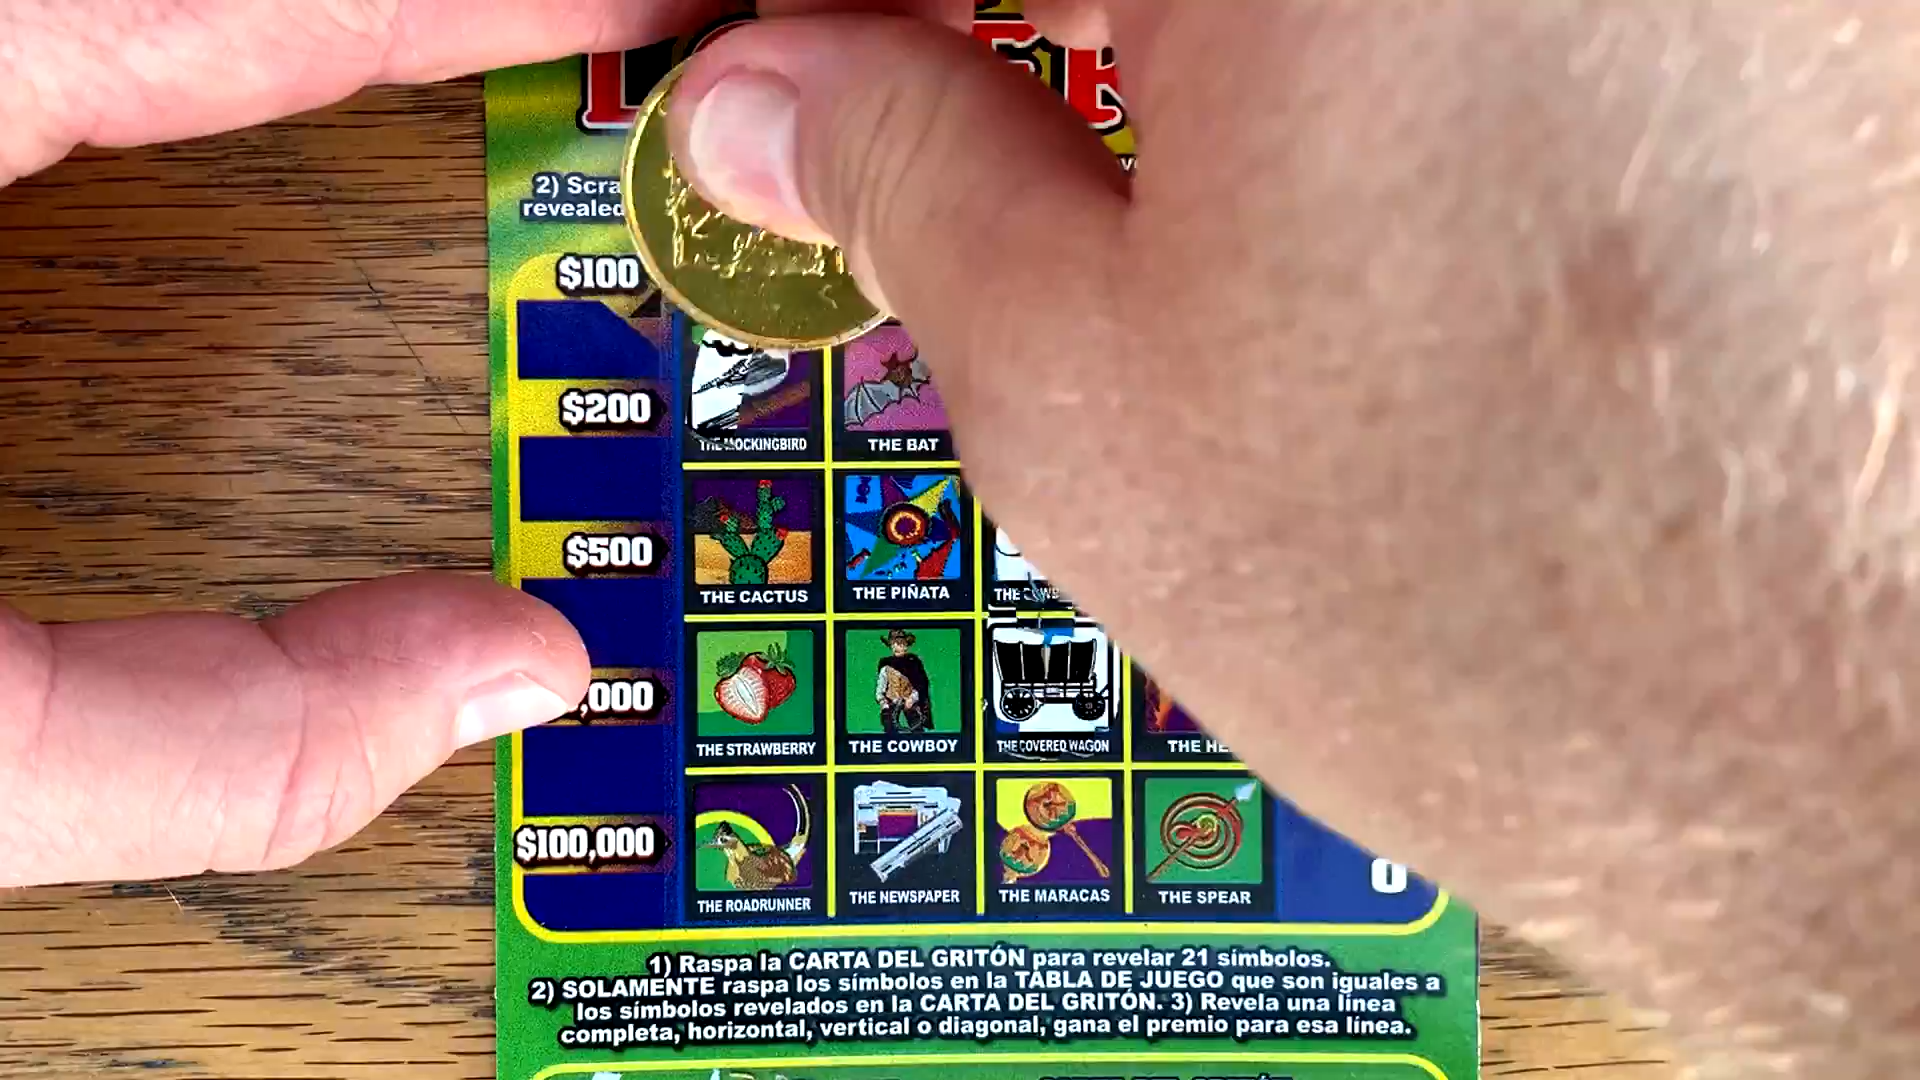 2) Scra
revealed
$100
$200
THE MOCKINGBIRD THE BAT
$500
THE CACTUS THE PIÑATA THE
,000
THE STRAWBERRY THE COWBOY THE COVERED WAGON THE HE
$100,000
0
THE ROADRUNNER THE NEWSPAPER THE MARACAS THE SPEAR
1) Raspa la CARTA DEL GRITÓN para revelar 21 símbolos.
2) SOLAMENTE raspa los símbolos en la TABLA DE JUEGO que son iguales a
los símbolos revelados en la CARTA DEL GRITÓN. 3) Revela una línea
completa, horizontal, vertical o diagonal, gana el premio para esa línea.